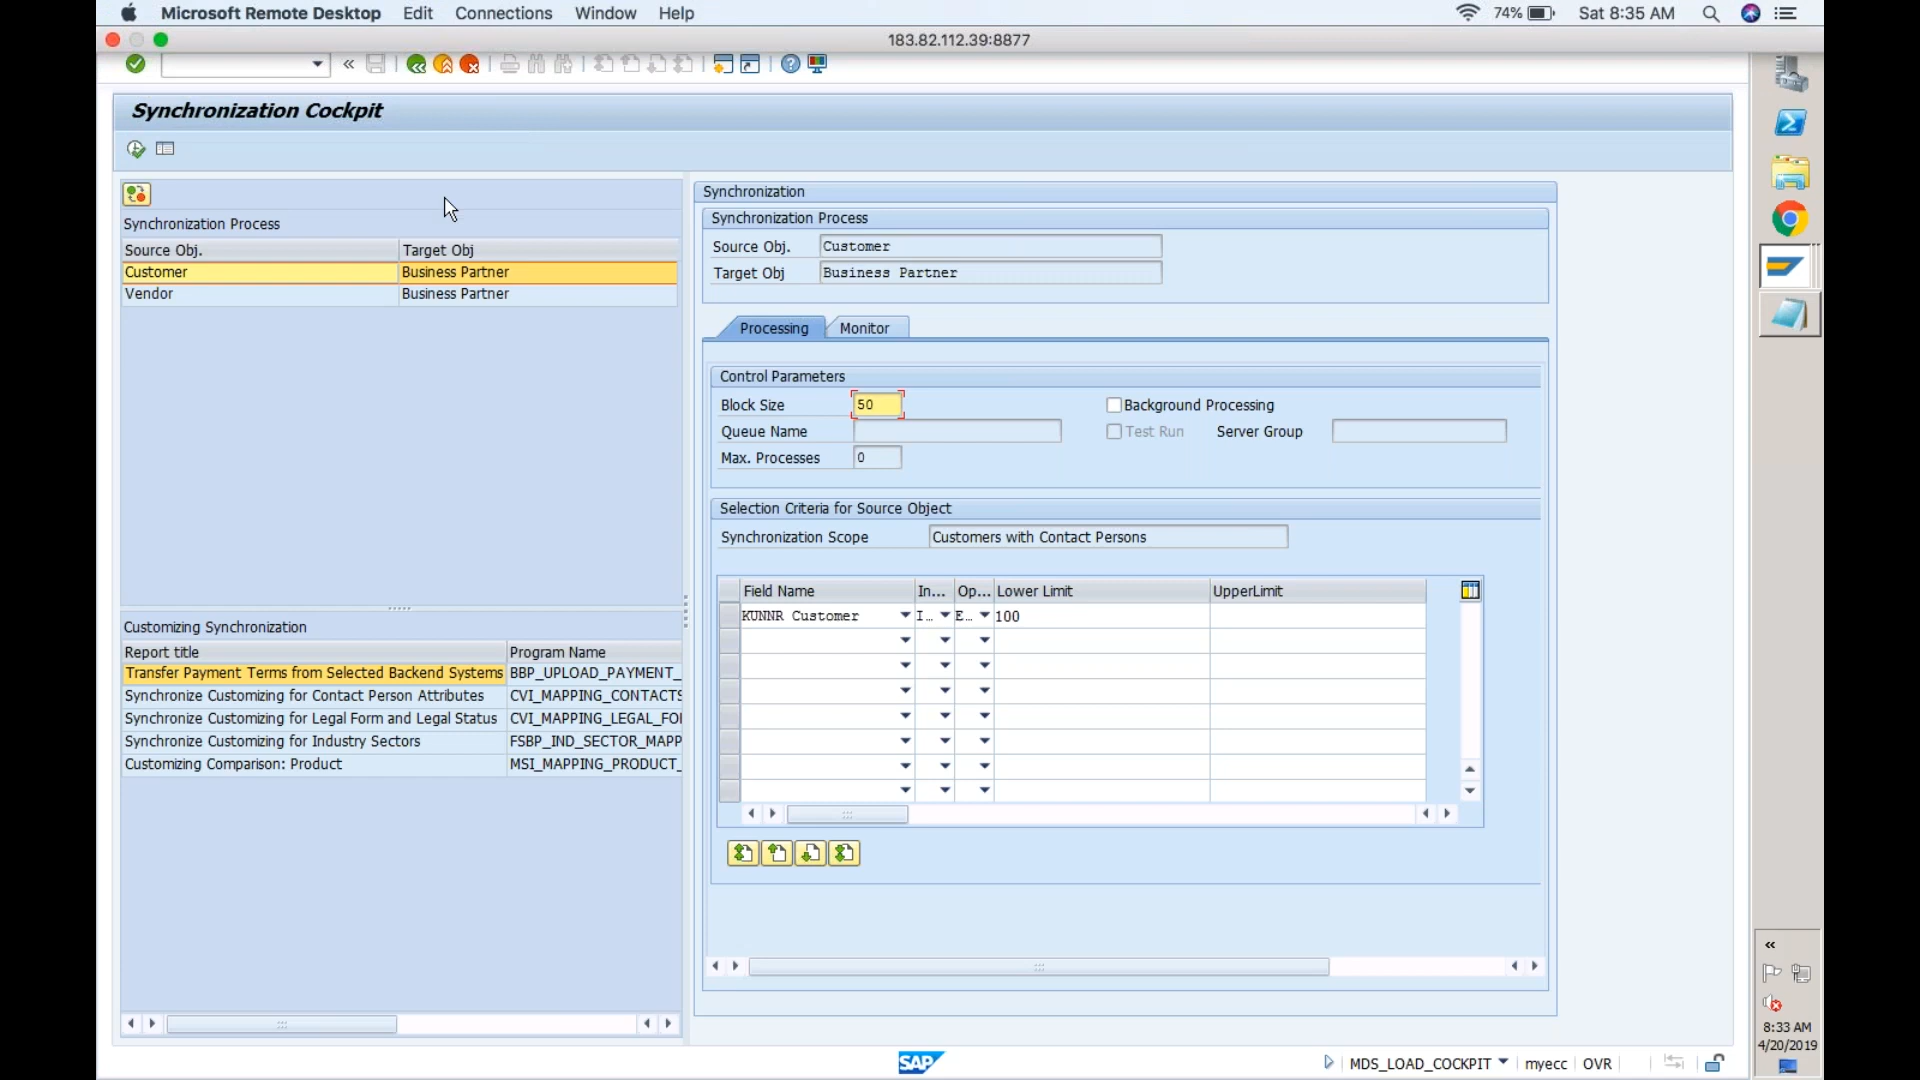 Microsoft Remote Desktop Edit Connections Window Help 74% Sat 8:35 AM
183.82.112.39:8877
Synchronization Cockpit
Synchronization Process
Source Obj. Target Obj
Customer Business Partner
Vendor Business Partner
Customizing Synchronization
Report title Program Name
Transfer Payment Terms from Selected Backend Systems BBP_UPLOAD_PAYMENT_
Synchronize Customizing for Contact Person Attributes CVI_MAPPING_CONTACTS
Synchronize Customizing for Legal Form and Legal Status CVI_MAPPING_LEGAL_FO
Synchronize Customizing for Industry Sectors FSBP_IND_SECTOR_MAPP
Customizing Comparison: Product MSI_MAPPING_PRODUCT_
Synchronization
Synchronization Process
Source Obj. Customer
Target Obj Business Partner
Processing Monitor
Control Parameters
Block Size 50 Background Processing
Queue Name Test Run Server Group
Max. Processes 0
Selection Criteria for Source Object
Synchronization Scope Customers with Contact Persons
Field Name In... Op... Lower Limit UpperLimit
KUNNR Customer I... E... 100
SAP
MDS_LOAD_COCKPIT myecc OVR
8:33 AM
4/20/2019